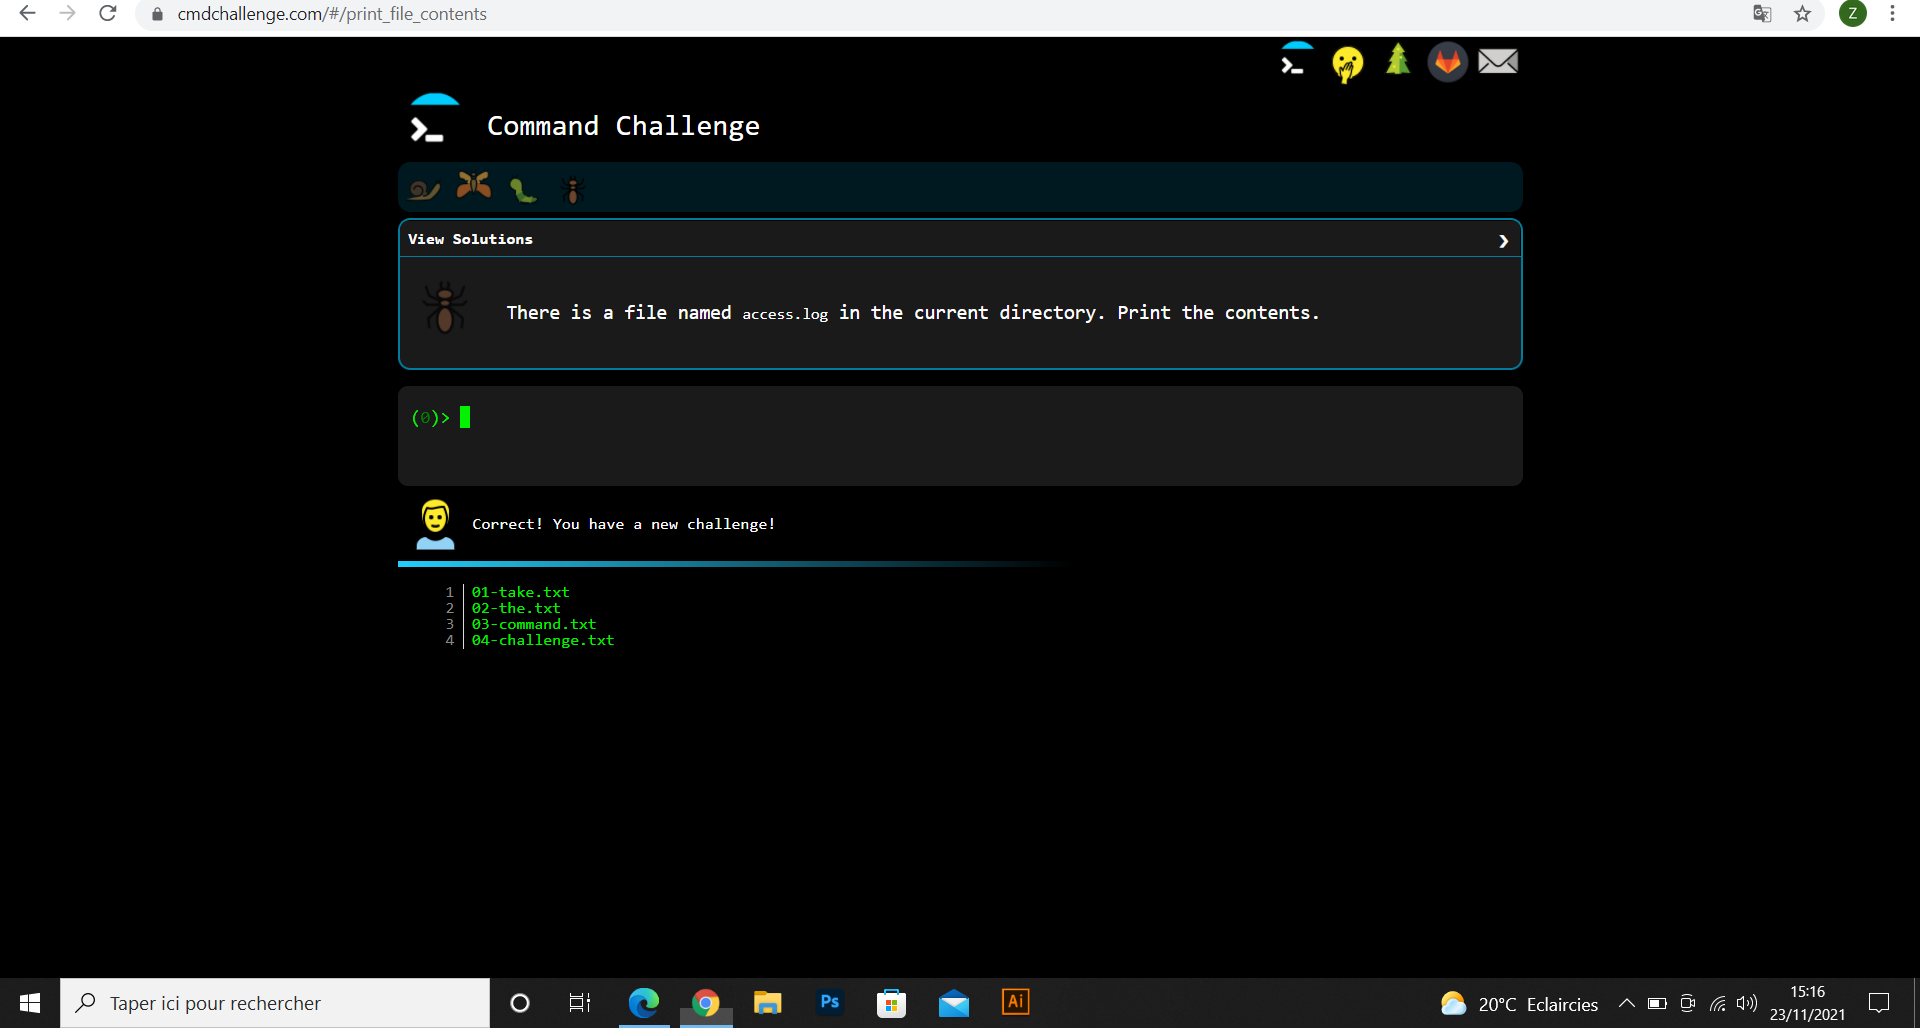 cmdchallenge.com/#/print_file_contents
Z
Command Challenge
View Solutions
There is a file named access.log in the current directory. Print the contents.
(0)>
Correct! You have a new challenge!
1 01-take.txt
2 02-the.txt
3 03-command.txt
4 04-challenge.txt
Taper ici pour rechercher
Ps
Ai
20°C Eclaircies
15:16
23/11/2021